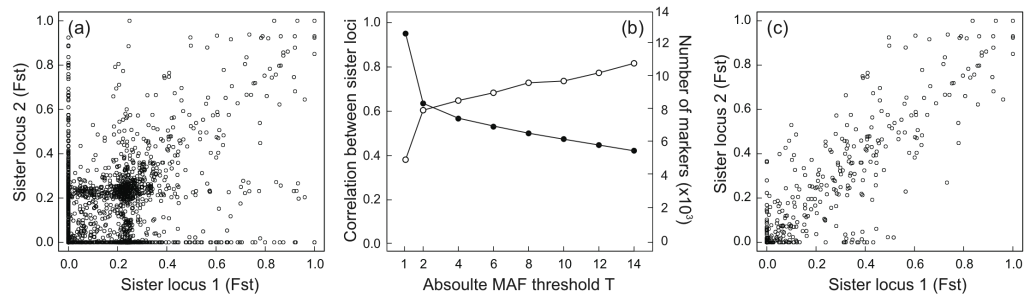 (a)
Sister locus 2 (Fst)
1.0
0.8
0.6
0.4
0.2
0.0
0.0 0.2 0.4 0.6 0.8 1.0
Sister locus 1 (Fst)
(b)
Correlation between sister loci
1.0
0.8
0.6
0.4
0.2
0.0
14
12
10
8
6
4
2
0
Number of markers (x10³)
1 2 4 6 8 10 12 14
Absoulte MAF threshold T
(c)
Sister locus 2 (Fst)
1.0
0.8
0.6
0.4
0.2
0.0
0.0 0.2 0.4 0.6 0.8 1.0
Sister locus 1 (Fst)